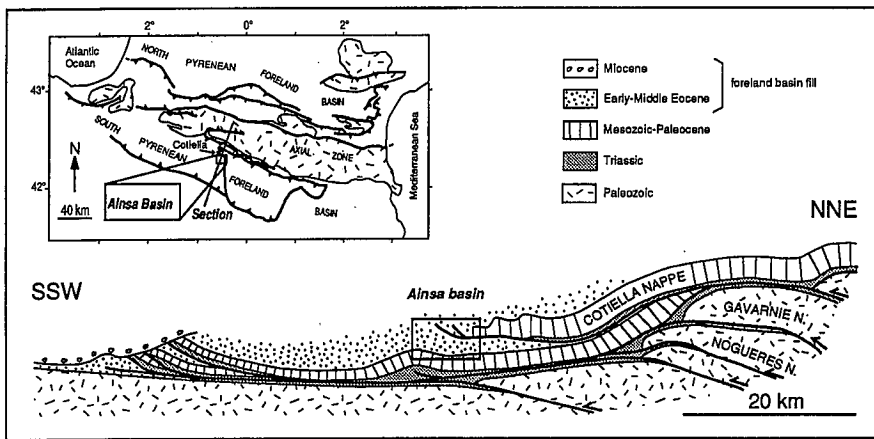 2° 0° 2°
Atlantic
Ocean
NORTH
PYRENEAN
FORELAND
BASIN
43°
SOUTH
PYRENEAN
Cotiella
AXIAL
ZONE
Mediterranean Sea
N
42°
FORELAND
BASIN
40 km
Ainsa Basin
Section
Miocene
Early-Middle Eocene
foreland basin fill
Mesozoic-Paleocene
Triassic
Paleozoic
NNE
SSW
Ainsa basin
COTIELLA NAPPE
GAVARNIE N.
NOGUERES N.
20 km